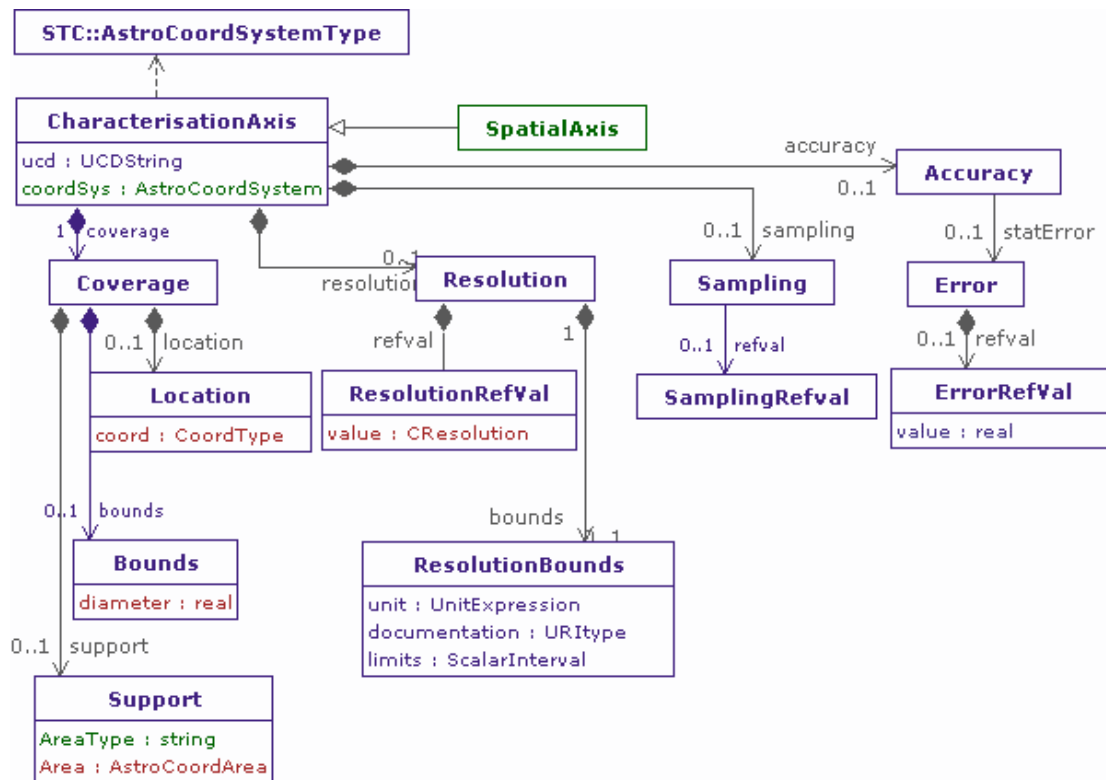 STC::AstroCoordSystemType
CharacterisationAxis
ucd : UCDString
coordSys : AstroCoordSystem
SpatialAxis
accuracy
0..1
Accuracy
1 coverage
0..1
resolution
0..1 sampling
0..1 statError
Coverage
Resolution
Sampling
Error
0..1 location
refval
1
0..1 refval
0..1 refval
Location
coord : CoordType
ResolutionRefVal
value : CResolution
SamplingRefval
ErrorRefVal
value : real
0..1 bounds
bounds
0..1
Bounds
diameter : real
ResolutionBounds
unit : UnitExpression
documentation : URItype
limits : ScalarInterval
0..1 support
Support
AreaType : string
Area : AstroCoordArea